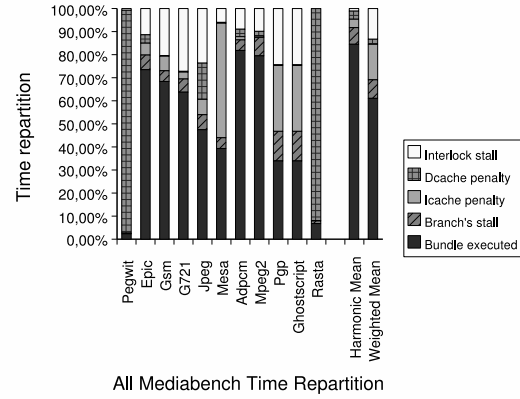 100,00%
90,00%
80,00%
70,00%
60,00%
50,00%
40,00%
30,00%
20,00%
10,00%
0,00%
Time repartition
Pegwit
Epic
Gsm
G721
Jpeg
Mesa
Adpcm
Mpeg2
Pgp
Ghostscript
Rasta
Harmonic Mean
Weighted Mean
Interlock stall
Dcache penalty
Icache penalty
Branch's stall
Bundle executed
All Mediabench Time Repartition